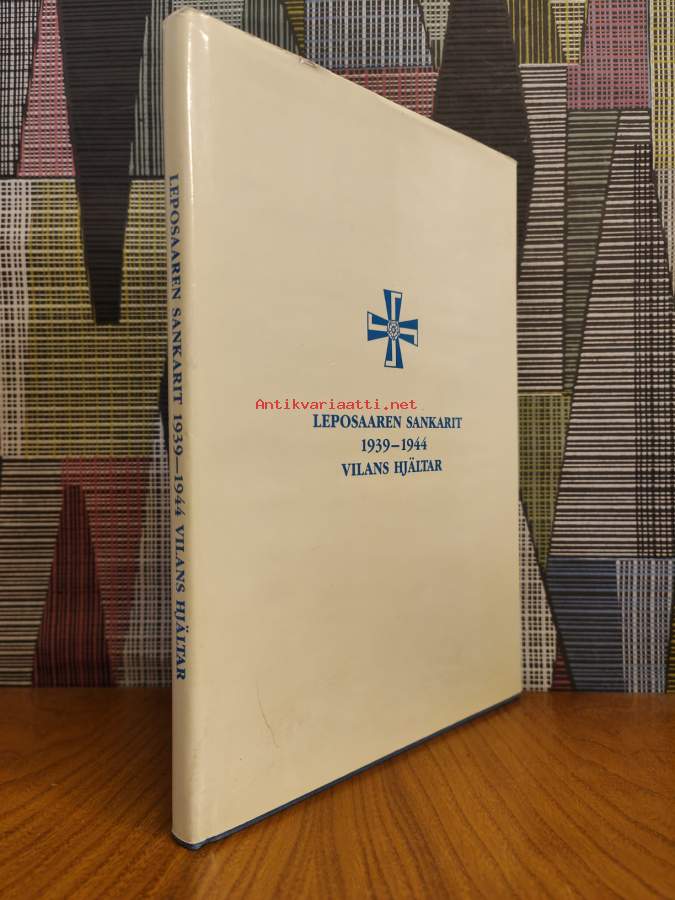 LEPOSAAREN SANKARIT 1939—1944 VILANS HJÄLTAR
Antikvariaatti.net
LEPOSAAREN SANKARIT
1939–1944
VILANS HJÄLTAR